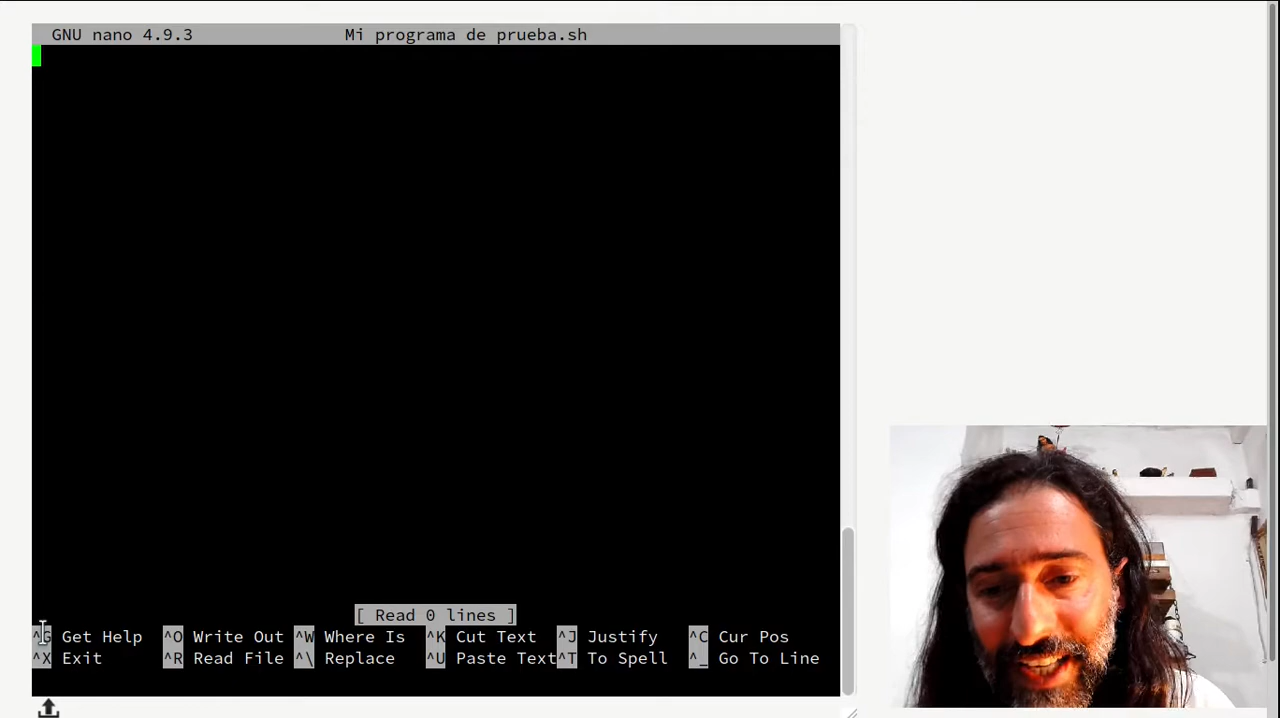 GNU nano 4.9.3 Mi programa de prueba.sh
[ Read 0 lines ]
^G Get Help ^O Write Out ^W Where Is ^K Cut Text ^J Justify ^C Cur Pos
^X Exit ^R Read File ^\ Replace ^U Paste Text ^T To Spell ^_ Go To Line